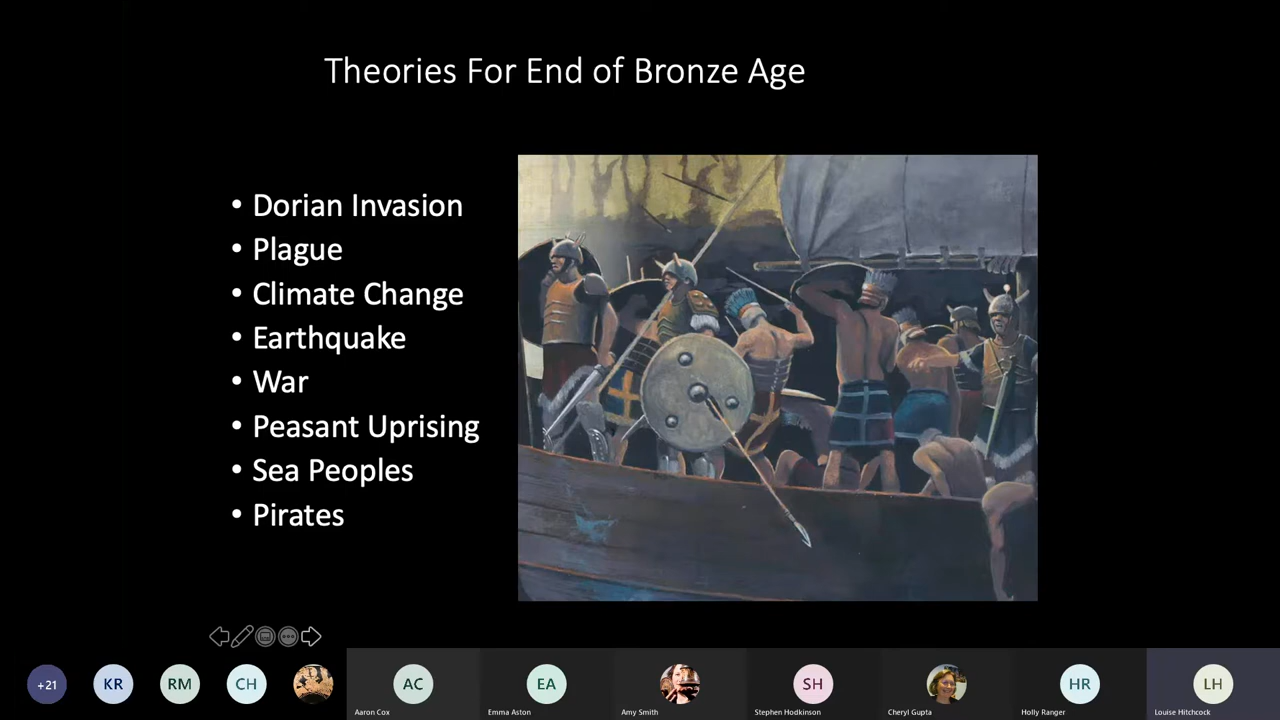 Theories For End of Bronze Age
• Dorian Invasion
• Plague
• Climate Change
• Earthquake
• War
• Peasant Uprising
• Sea Peoples
• Pirates
+21
KR
RM
CH
AC
EA
SH
HR
LH
Aaron Cox
Emma Aston
Amy Smith
Stephen Hodkinson
Cheryl Gupta
Holly Ranger
Louise Hitchcock